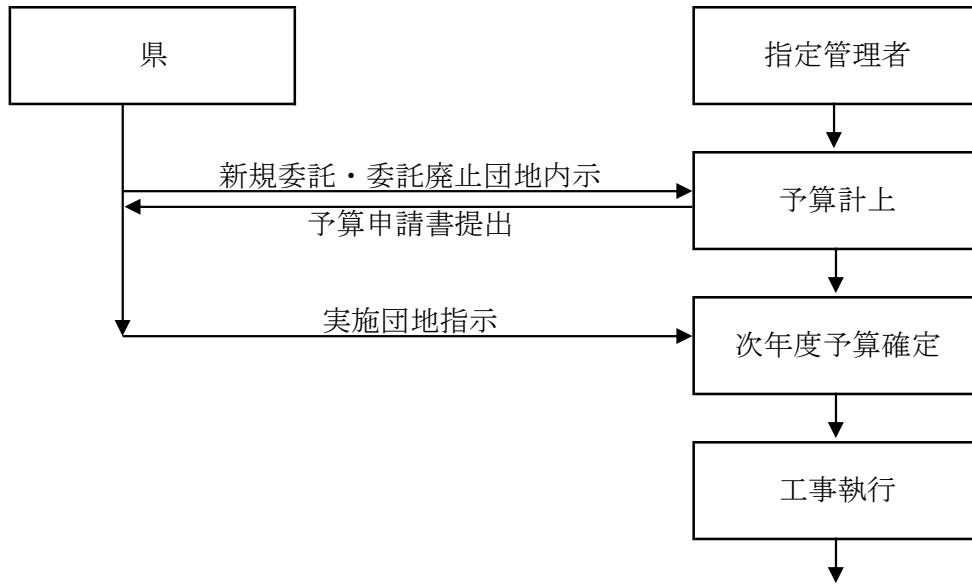 県
指定管理者
新規委託・委託廃止団地内示
予算計上
予算申請書提出
実施団地指示
次年度予算確定
工事執行